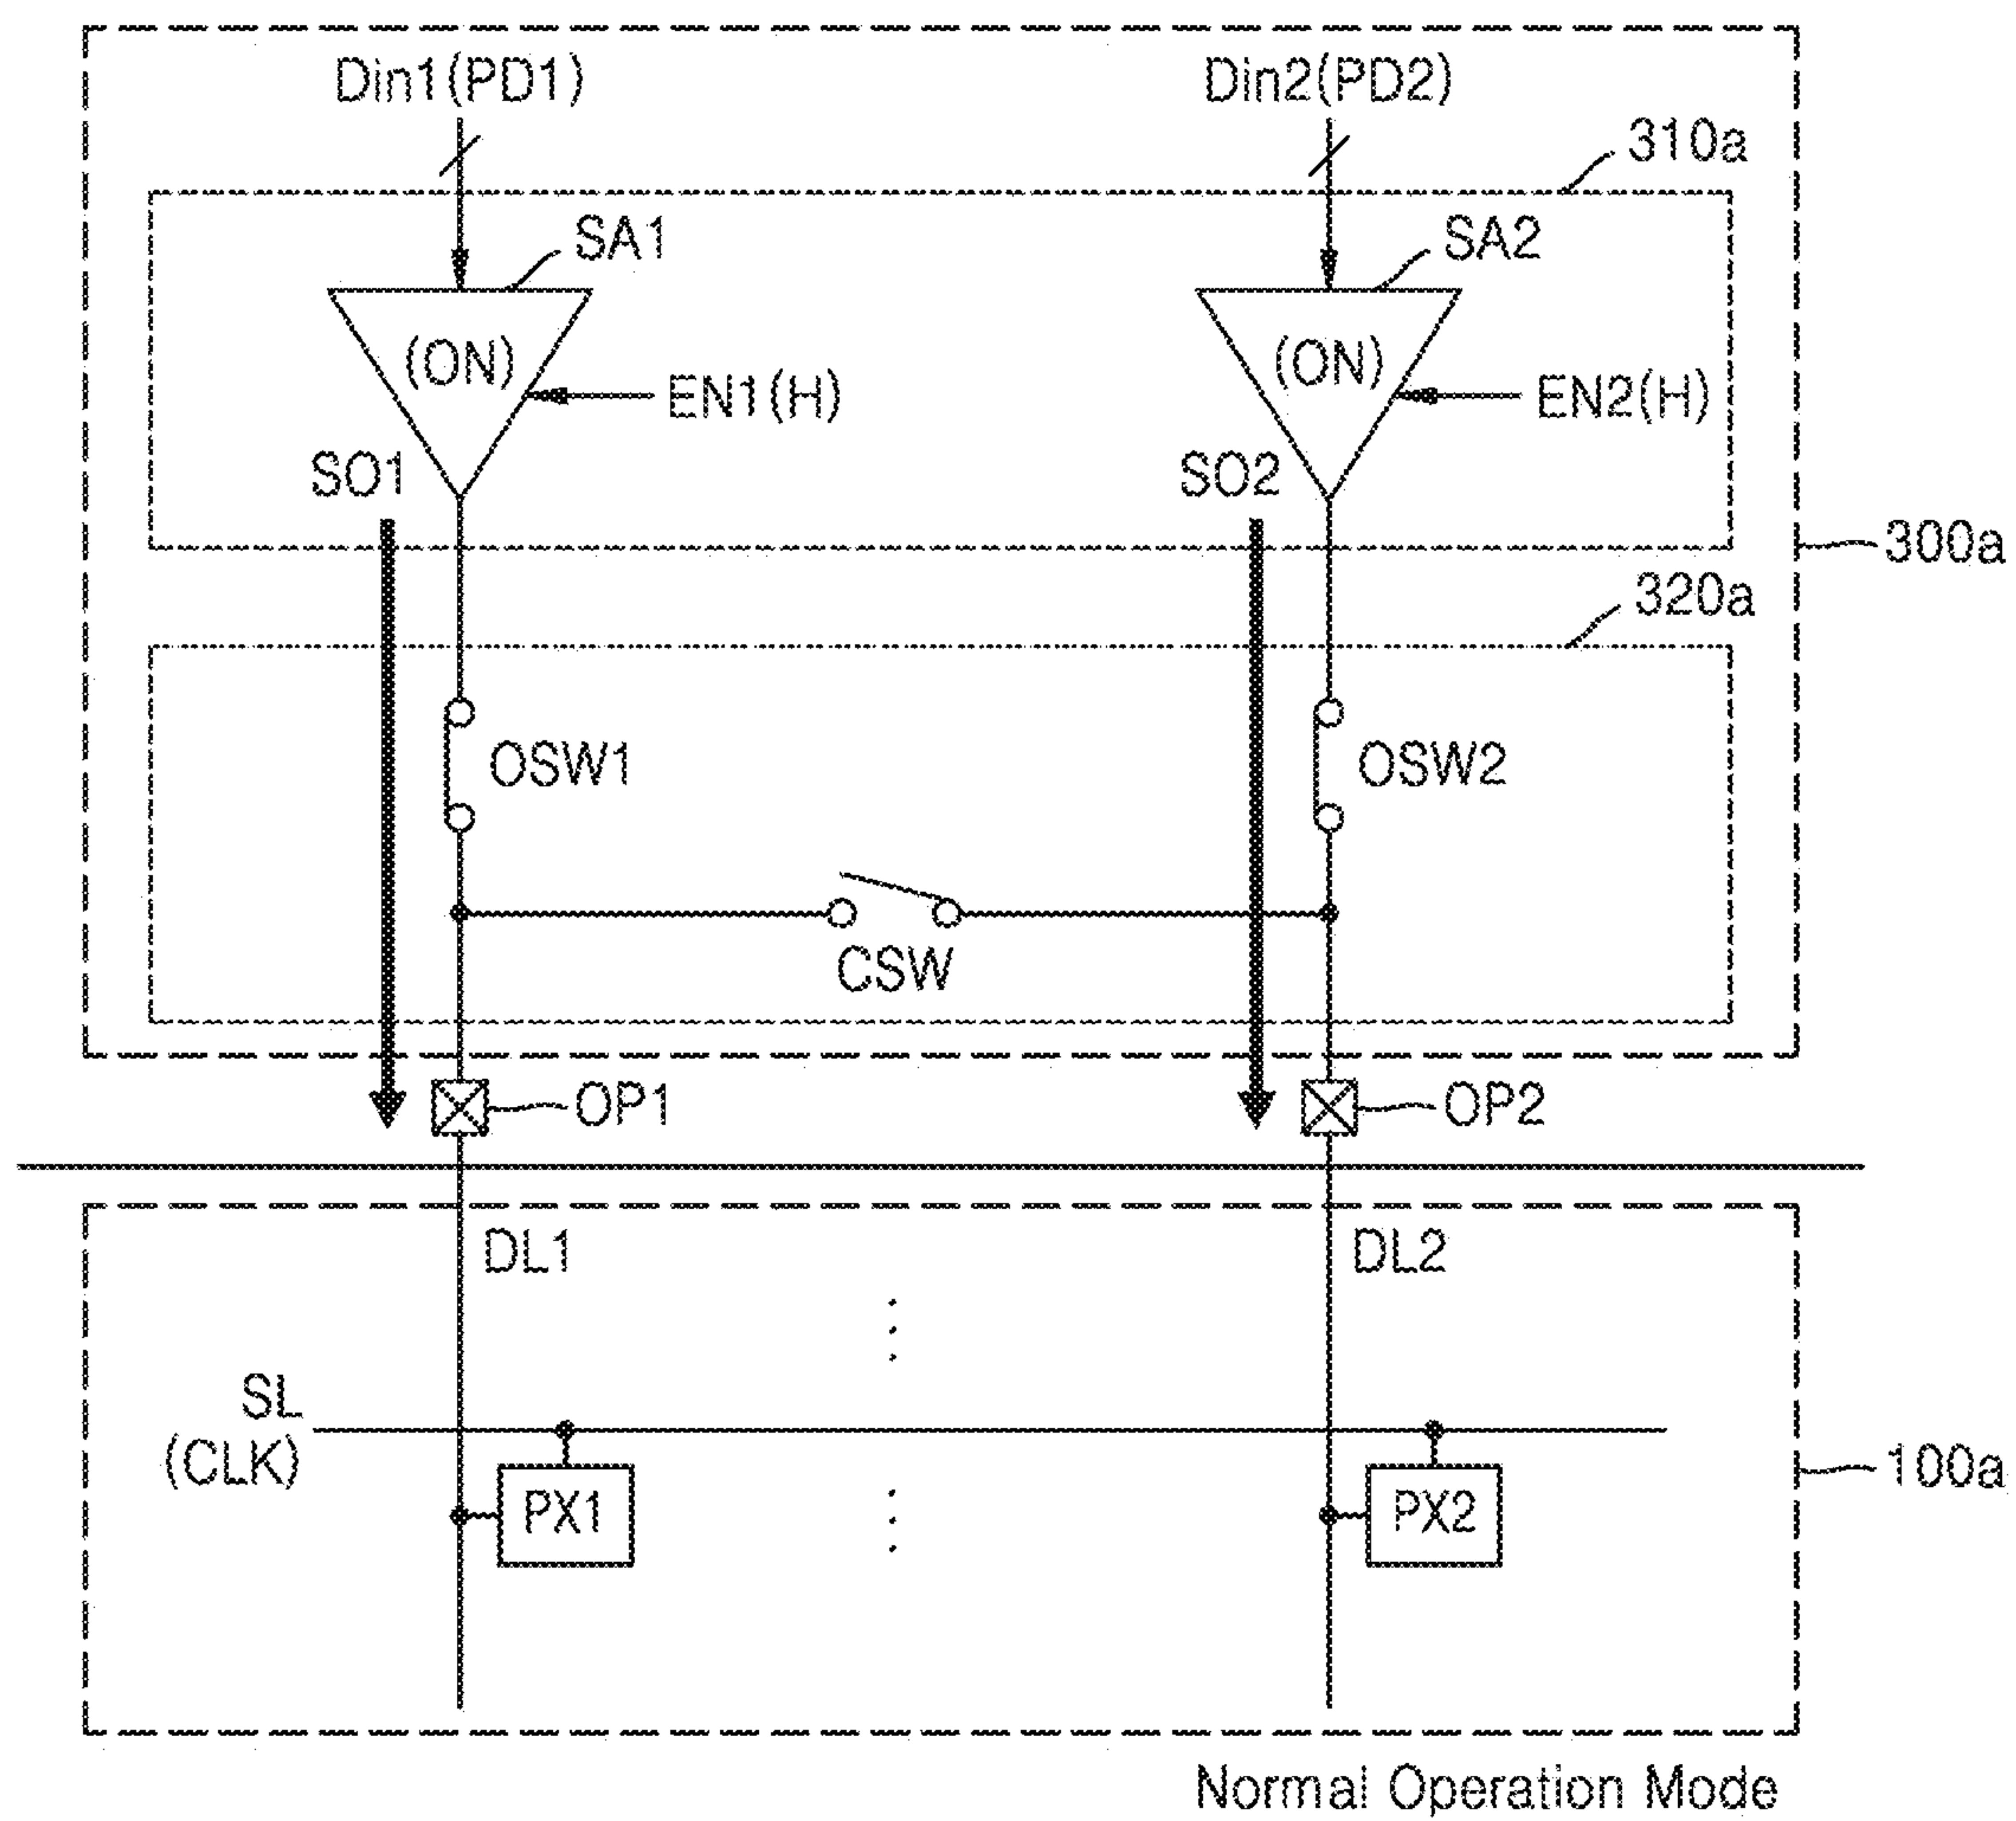 Din1(PD1)
Din2(PD2)
310a
SA1
SA2
(ON)
(ON)
EN1(H)
EN2(H)
SO1
SO2
300a
320a
OSW1
OSW2
CSW
OP1
OP2
DL1
DL2
SL
(CLK)
PX1
PX2
100a
Normal Operation Mode